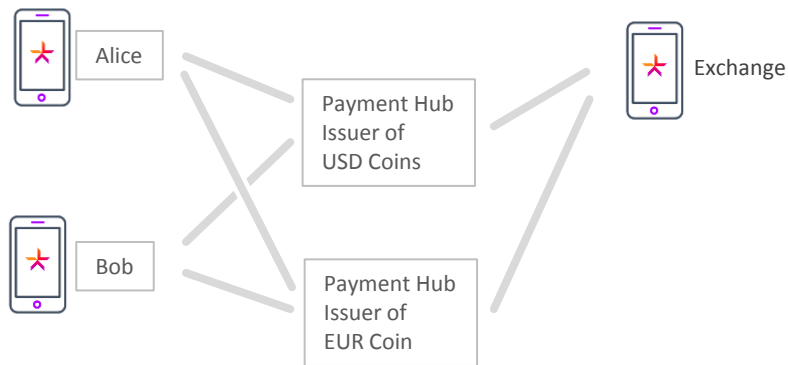 Alice
Exchange
Payment Hub
Issuer of
USD Coins
Bob
Payment Hub
Issuer of
EUR Coin